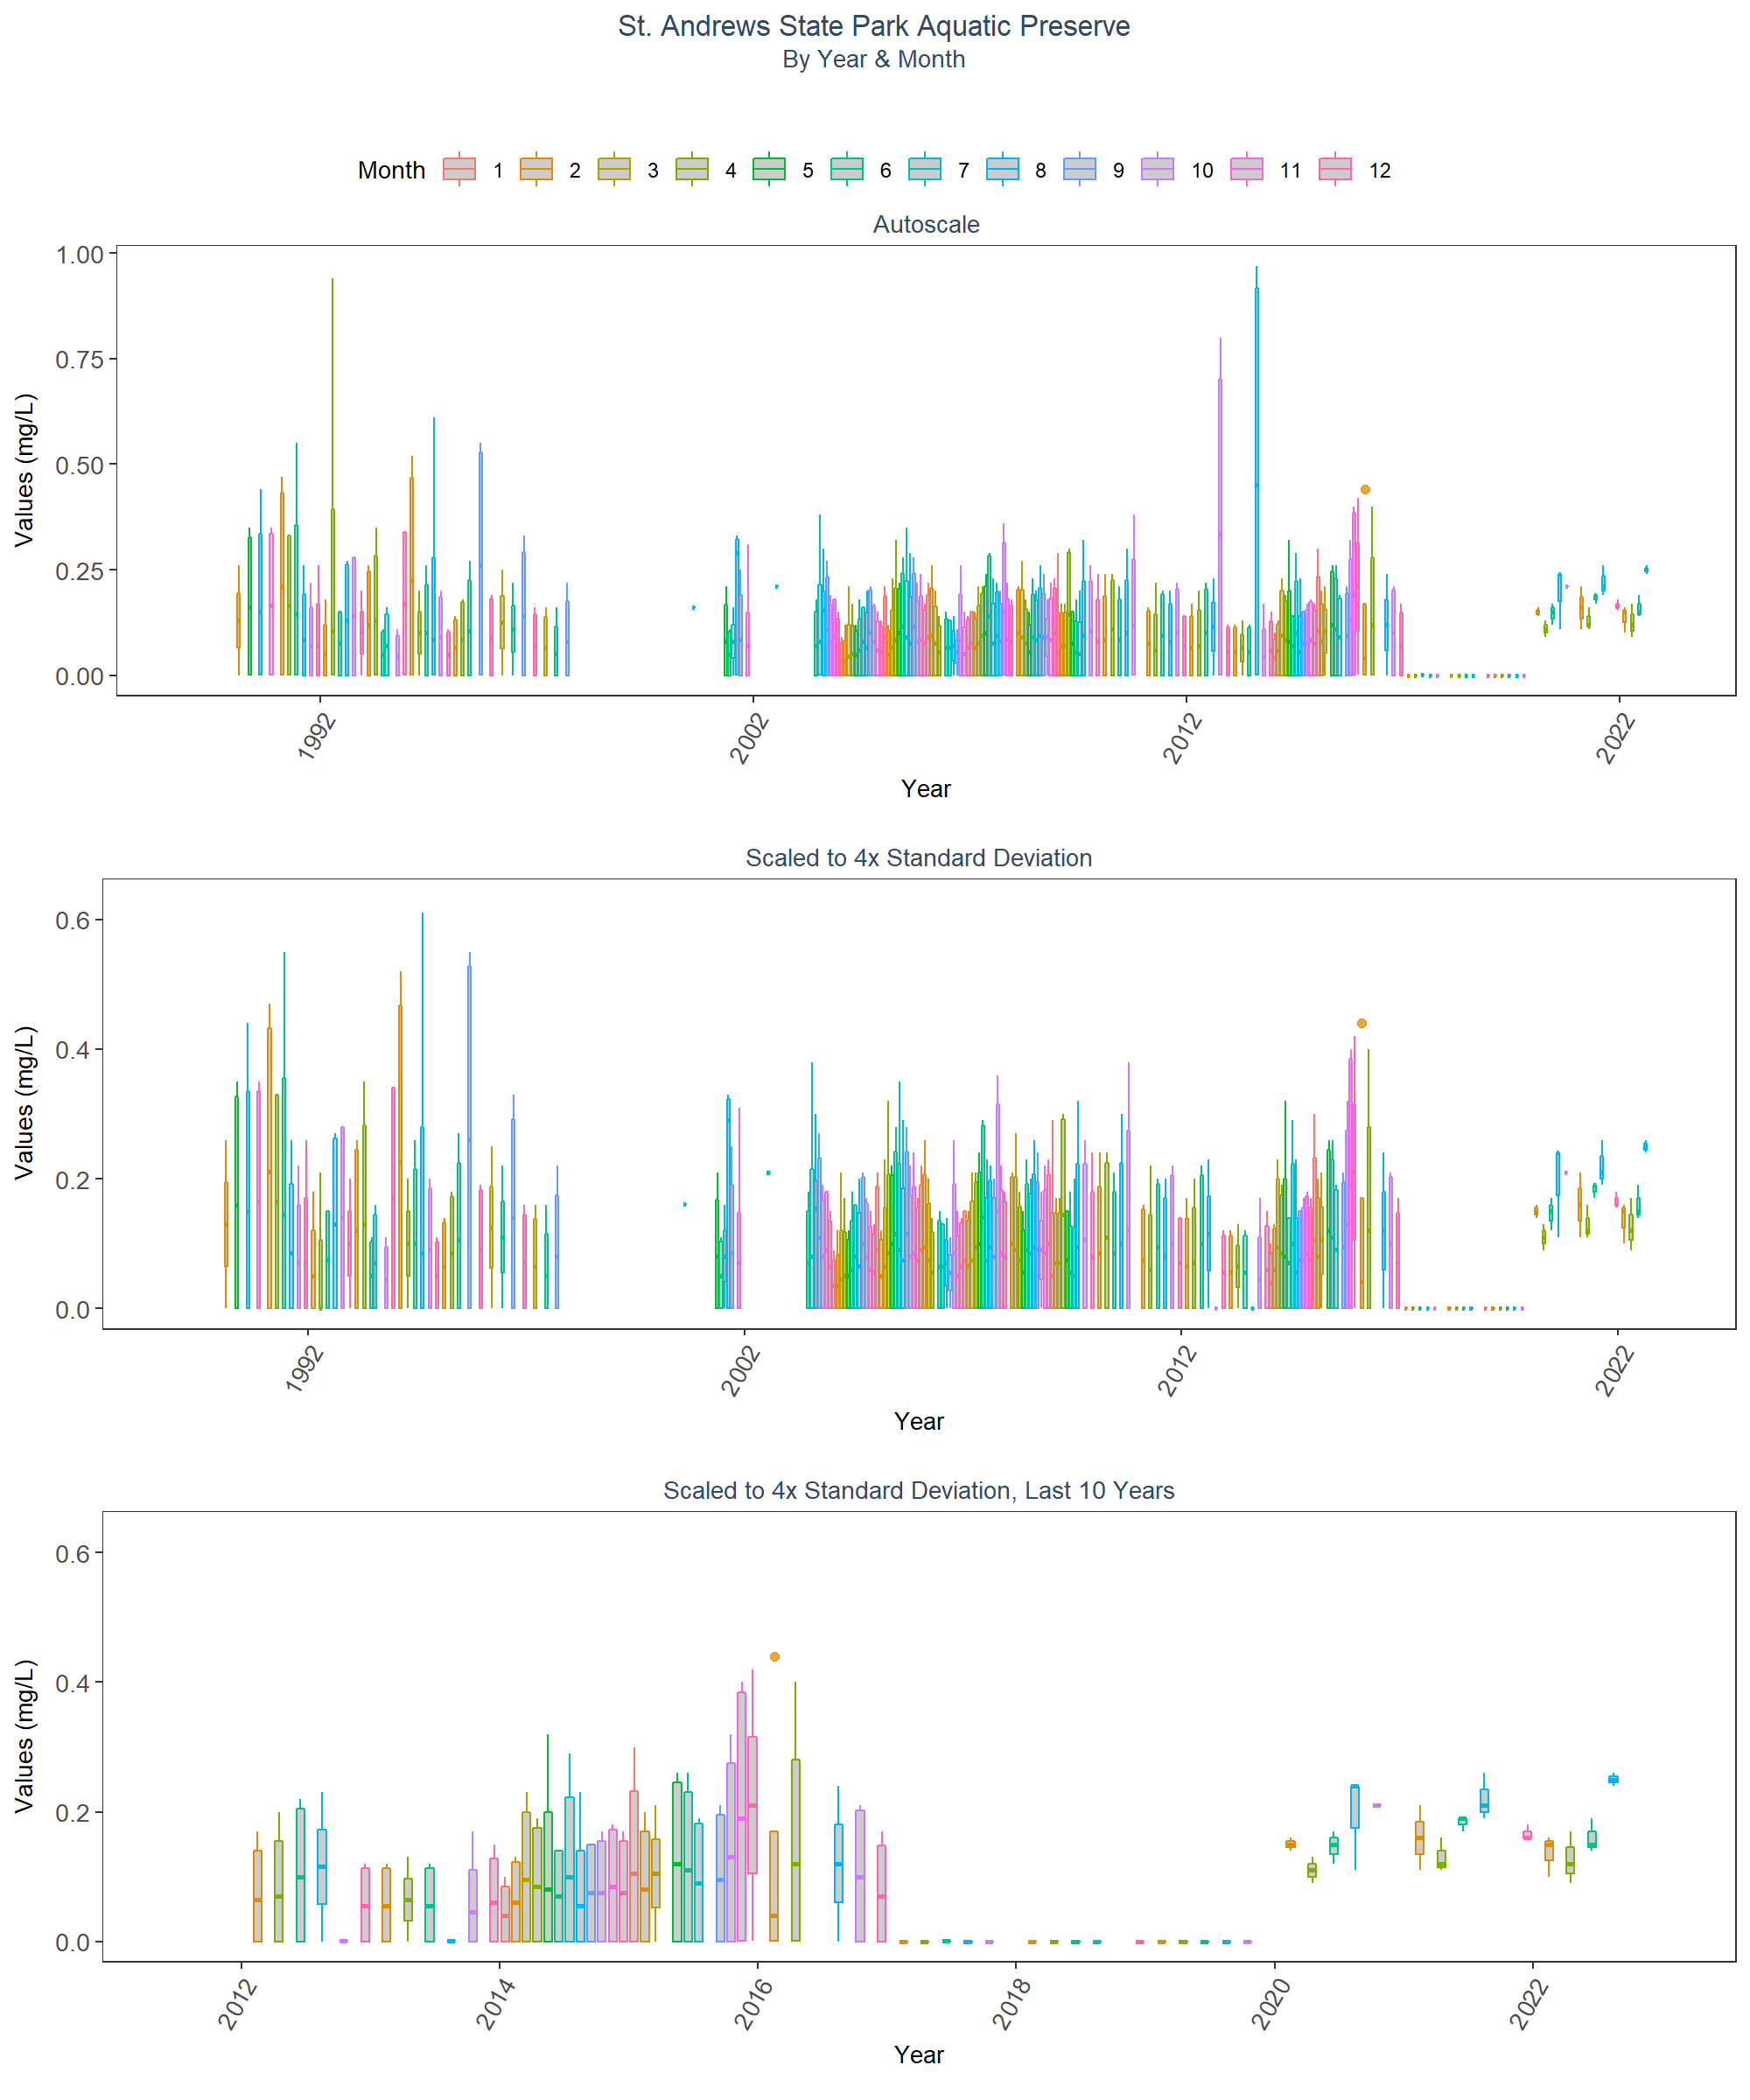 St. Andrews State Park Aquatic Preserve
By Year & Month
Month 1 2 3 4 5 6 7 8 9 10 11 12
Autoscale
Values (mg/L)
1.00
0.75
0.50
0.25
0.00
1992 2002 2012 2022
Year
Scaled to 4x Standard Deviation
Values (mg/L)
0.6
0.4
0.2
0.0
1992 2002 2012 2022
Year
Scaled to 4x Standard Deviation, Last 10 Years
Values (mg/L)
0.6
0.4
0.2
0.0
2012 2014 2016 2018 2020 2022
Year